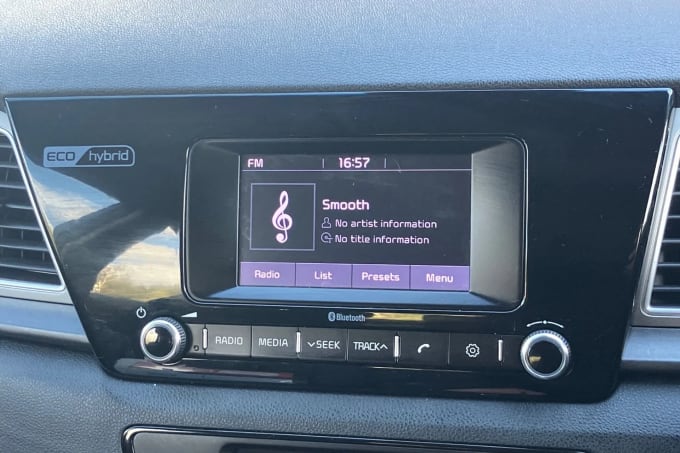 ECO hybrid
FM 16:57
Smooth
No artist information
No title information
Radio List Presets Menu
Bluetooth
RADIO MEDIA SEEK TRACK